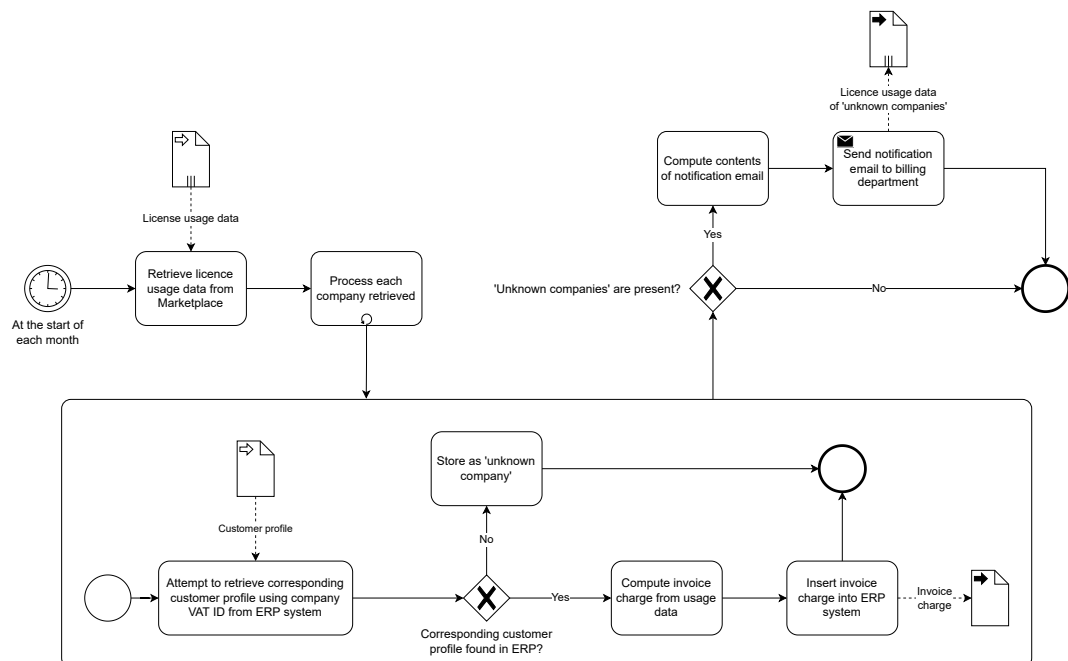 Licence usage data
of 'unknown companies'
Compute contents
of notification email
Send notification
email to billing
department
License usage data
Yes
Retrieve licence
usage data from
Marketplace
Process each
company retrieved
'Unknown companies' are present?
No
At the start of
each month
Store as 'unknown
company'
Customer profile
No
Attempt to retrieve corresponding
customer profile using company
VAT ID from ERP system
Yes
Compute invoice
charge from usage
data
Insert invoice
charge into ERP
system
Invoice
charge
Corresponding customer
profile found in ERP?